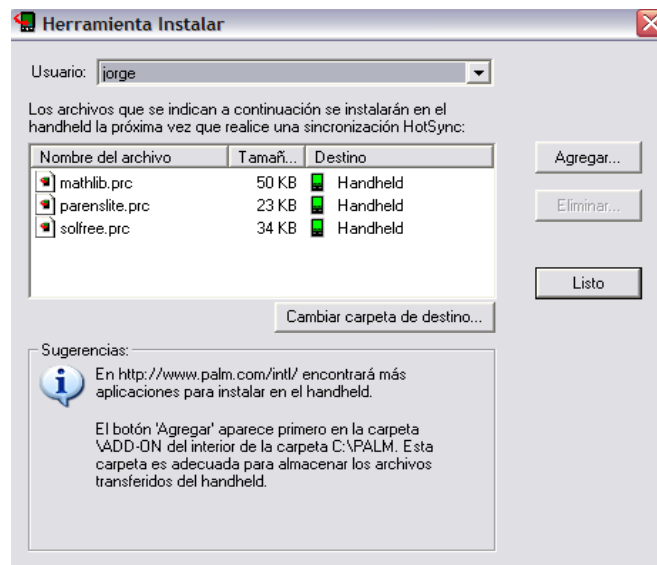 Herramienta Instalar
Usuario: jorge
Los archivos que se indican a continuación se instalarán en el
handheld la próxima vez que realice una sincronización HotSync:
Nombre del archivo Tamañ... Destino
mathlib.prc 50 KB Handheld
parenslite.prc 23 KB Handheld
solfree.prc 34 KB Handheld
Agregar...
Eliminar...
Listo
Cambiar carpeta de destino...
Sugerencias:
En http://www.palm.com/intl/ encontrará más
aplicaciones para instalar en el handheld.
El botón 'Agregar' aparece primero en la carpeta
\ADD-ON del interior de la carpeta C:\PALM. Esta
carpeta es adecuada para almacenar los archivos
transferidos del handheld.